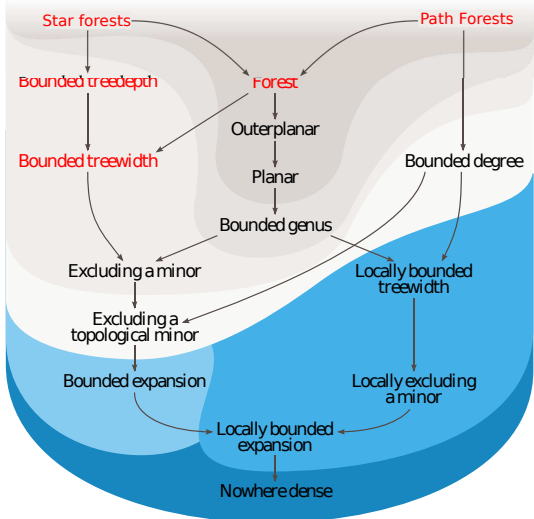 Star forests
Path Forests
Bounded treedepth
Forest
Outerplanar
Bounded treewidth
Bounded degree
Planar
Bounded genus
Excluding a minor
Locally bounded
treewidth
Excluding a
topological minor
Bounded expansion
Locally excluding
a minor
Locally bounded
expansion
Nowhere dense